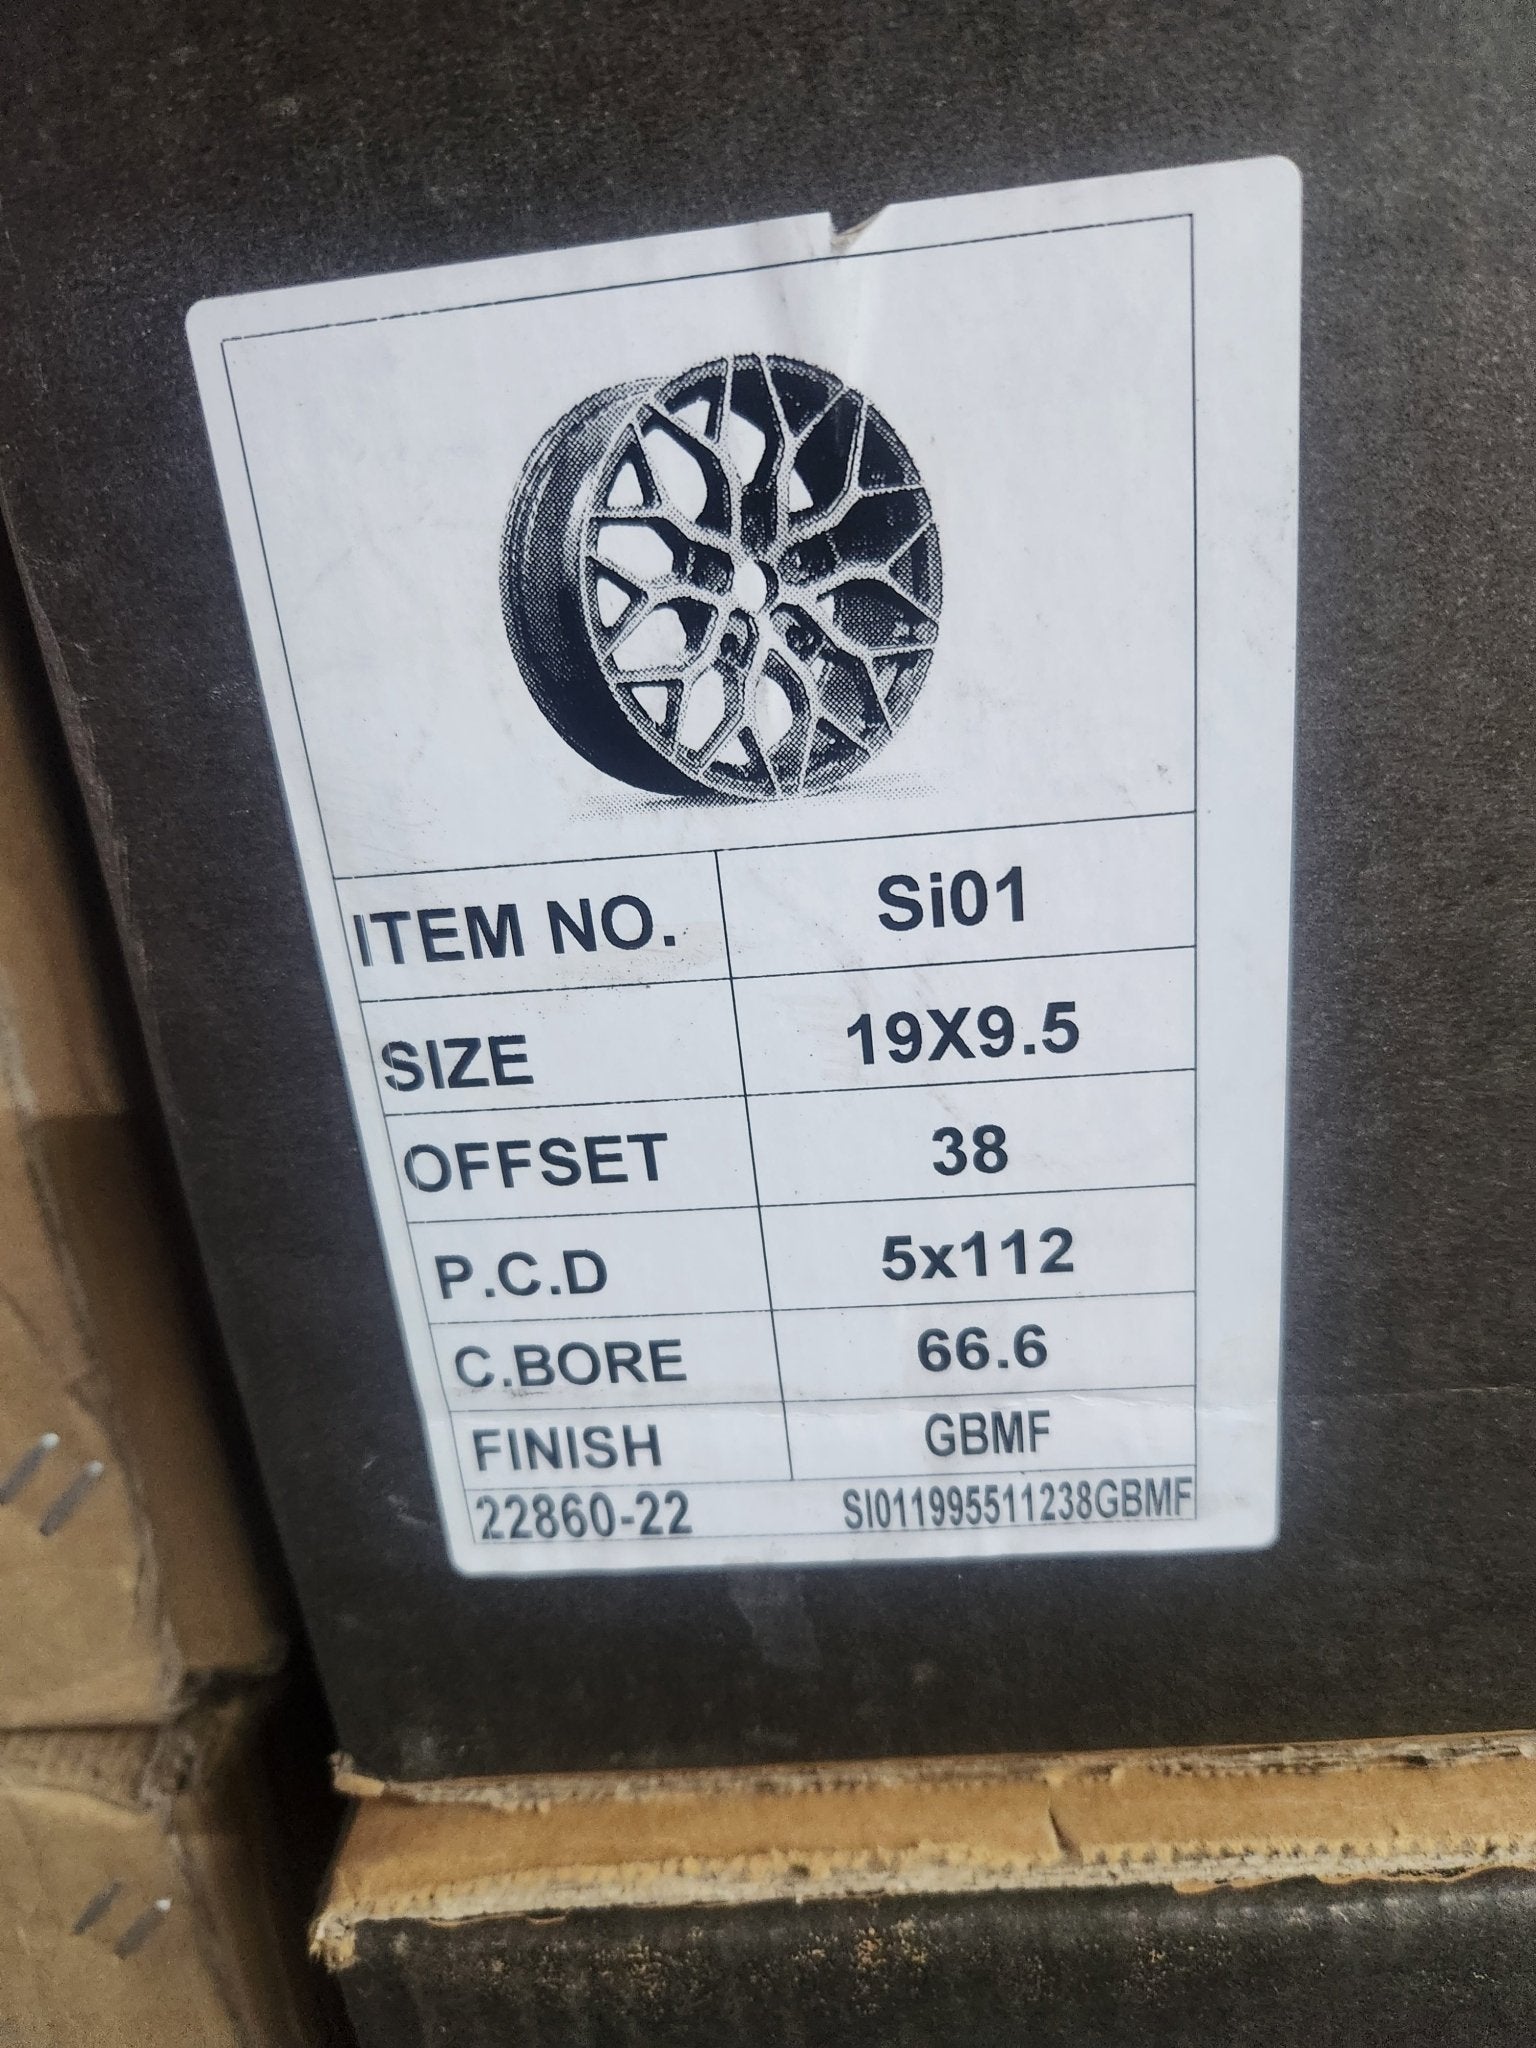 ITEM NO. Si01
SIZE 19X9.5
OFFSET 38
P.C.D 5x112
C.BORE 66.6
FINISH GBMF
22860-22 SI011995511238GBMF